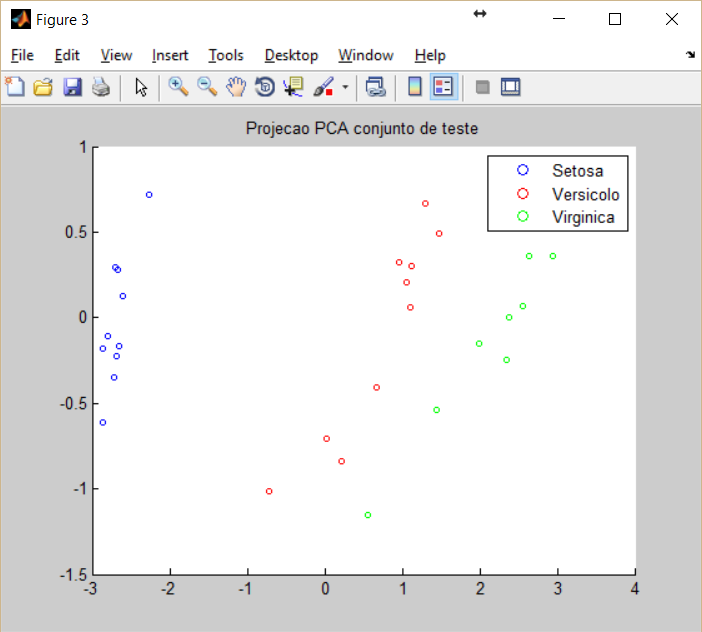 Figure 3
File Edit View Insert Tools Desktop Window Help
Projecao PCA conjunto de teste
Setosa
Versicolo
Virginica
1
0.5
0
-0.5
-1
-1.5
-3 -2 -1 0 1 2 3 4